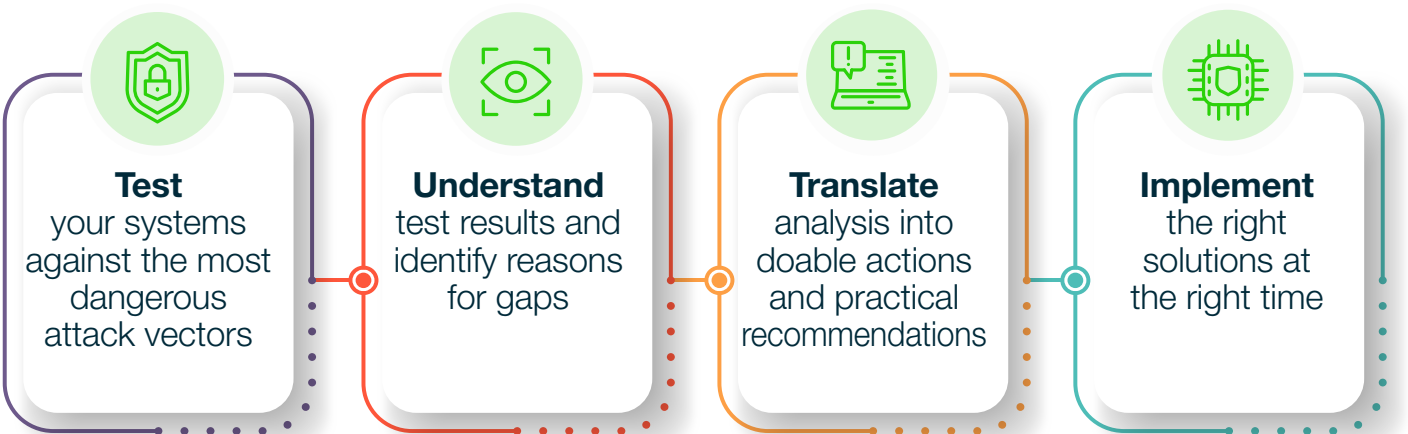 Test
your systems
against the most
dangerous
attack vectors
Understand
test results and
identify reasons
for gaps
Translate
analysis into
doable actions
and practical
recommendations
Implement
the right
solutions at
the right time